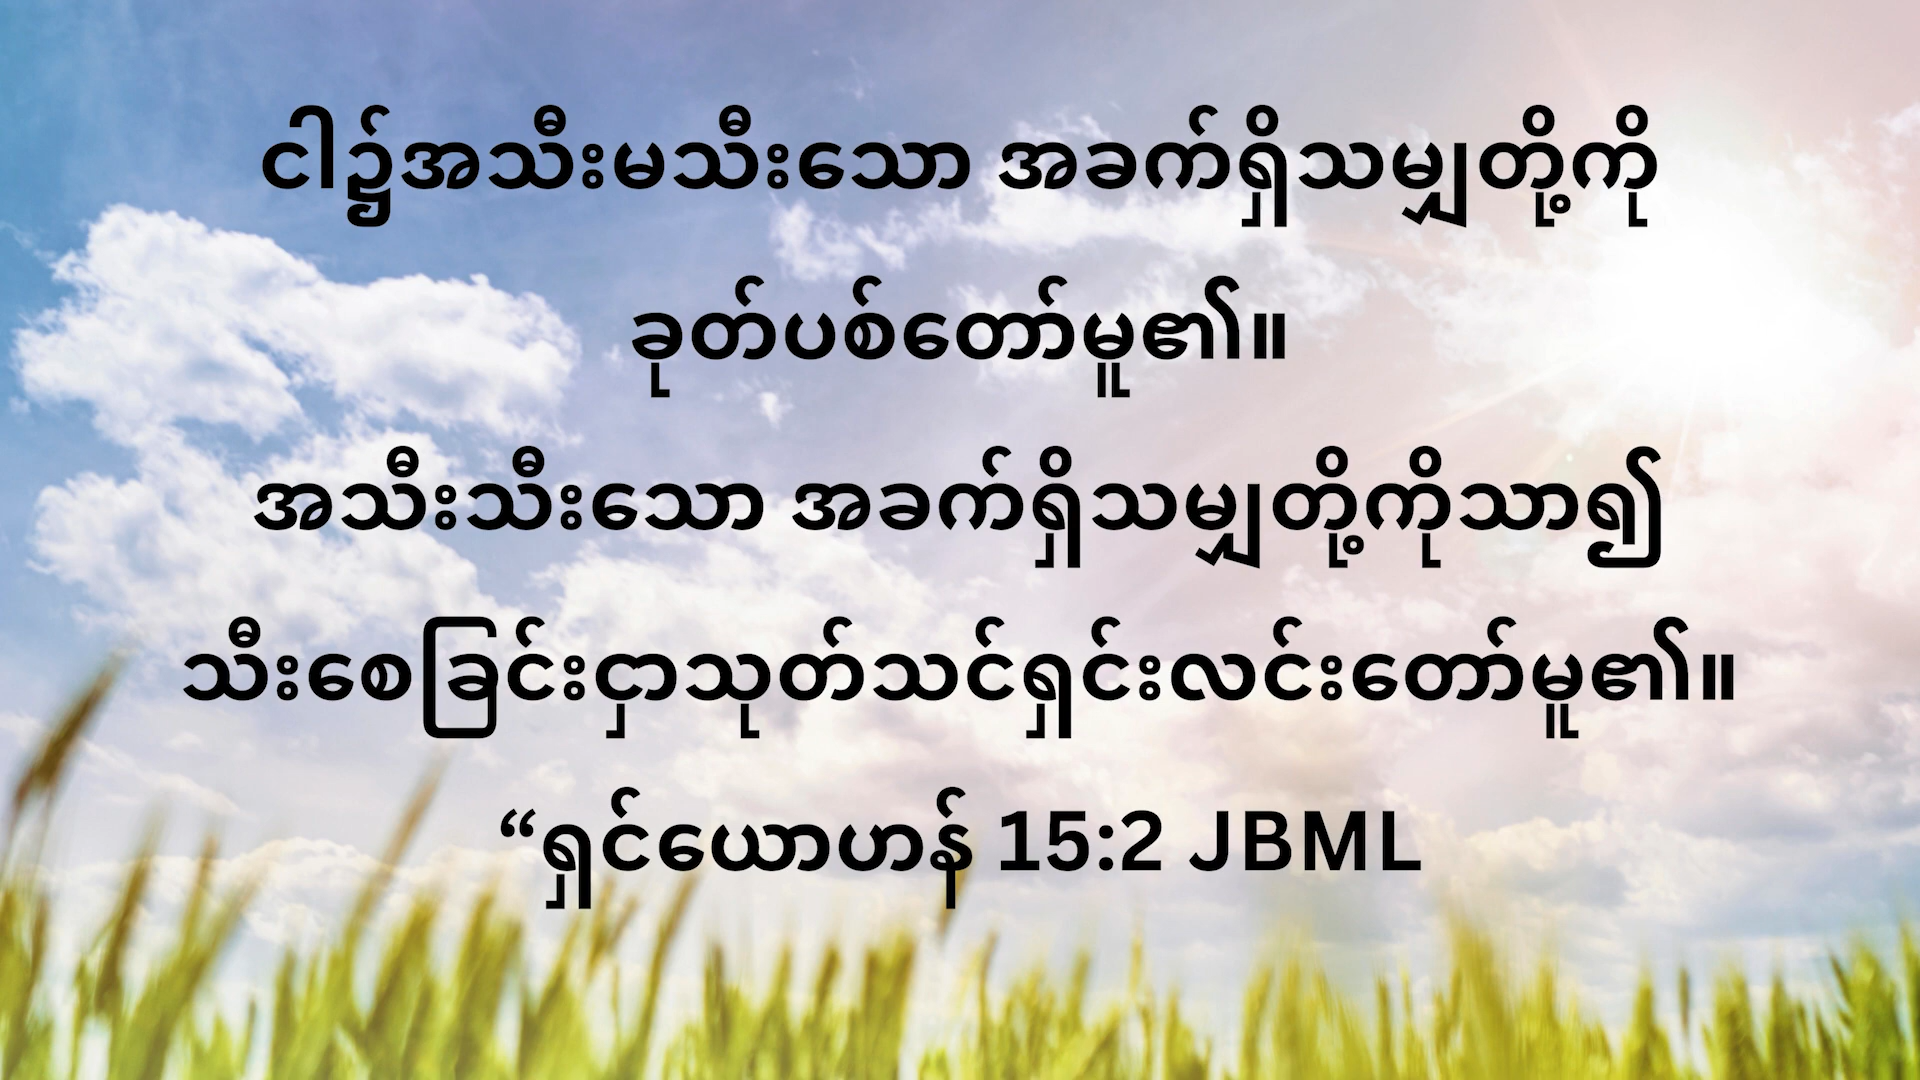 ငါ၌အသီးမသီးသော အခက်ရှိသမျှတို့ကို
ခုတ်ပစ်တော်မူ၏။
အသီးသီးသော အခက်ရှိသမျှတို့ကိုသာ၍
သီးစေခြင်းငှာသုတ်သင်ရှင်းလင်းတော်မူ၏။
“ရှင်ယောဟန် 15:2 JBML